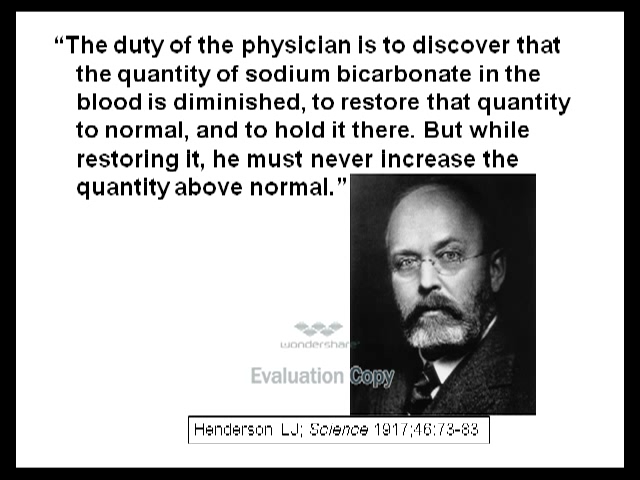 “The duty of the physician is to discover that
the quantity of sodium bicarbonate in the
blood is diminished, to restore that quantity
to normal, and to hold it there. But while
restoring it, he must never increase the
quantity above normal.”
wondershare
Evaluation Copy
Henderson LJ; Science 1917;46:73-83